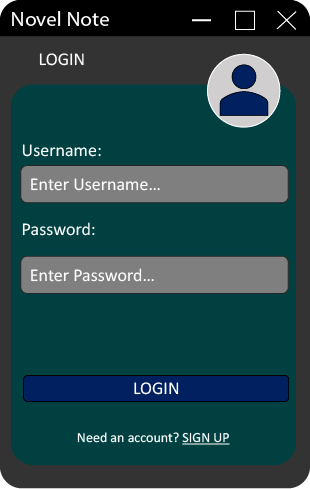 Novel Note
LOGIN
Username:
Enter Username...
Password:
Enter Password...
LOGIN
Need an account? SIGN UP